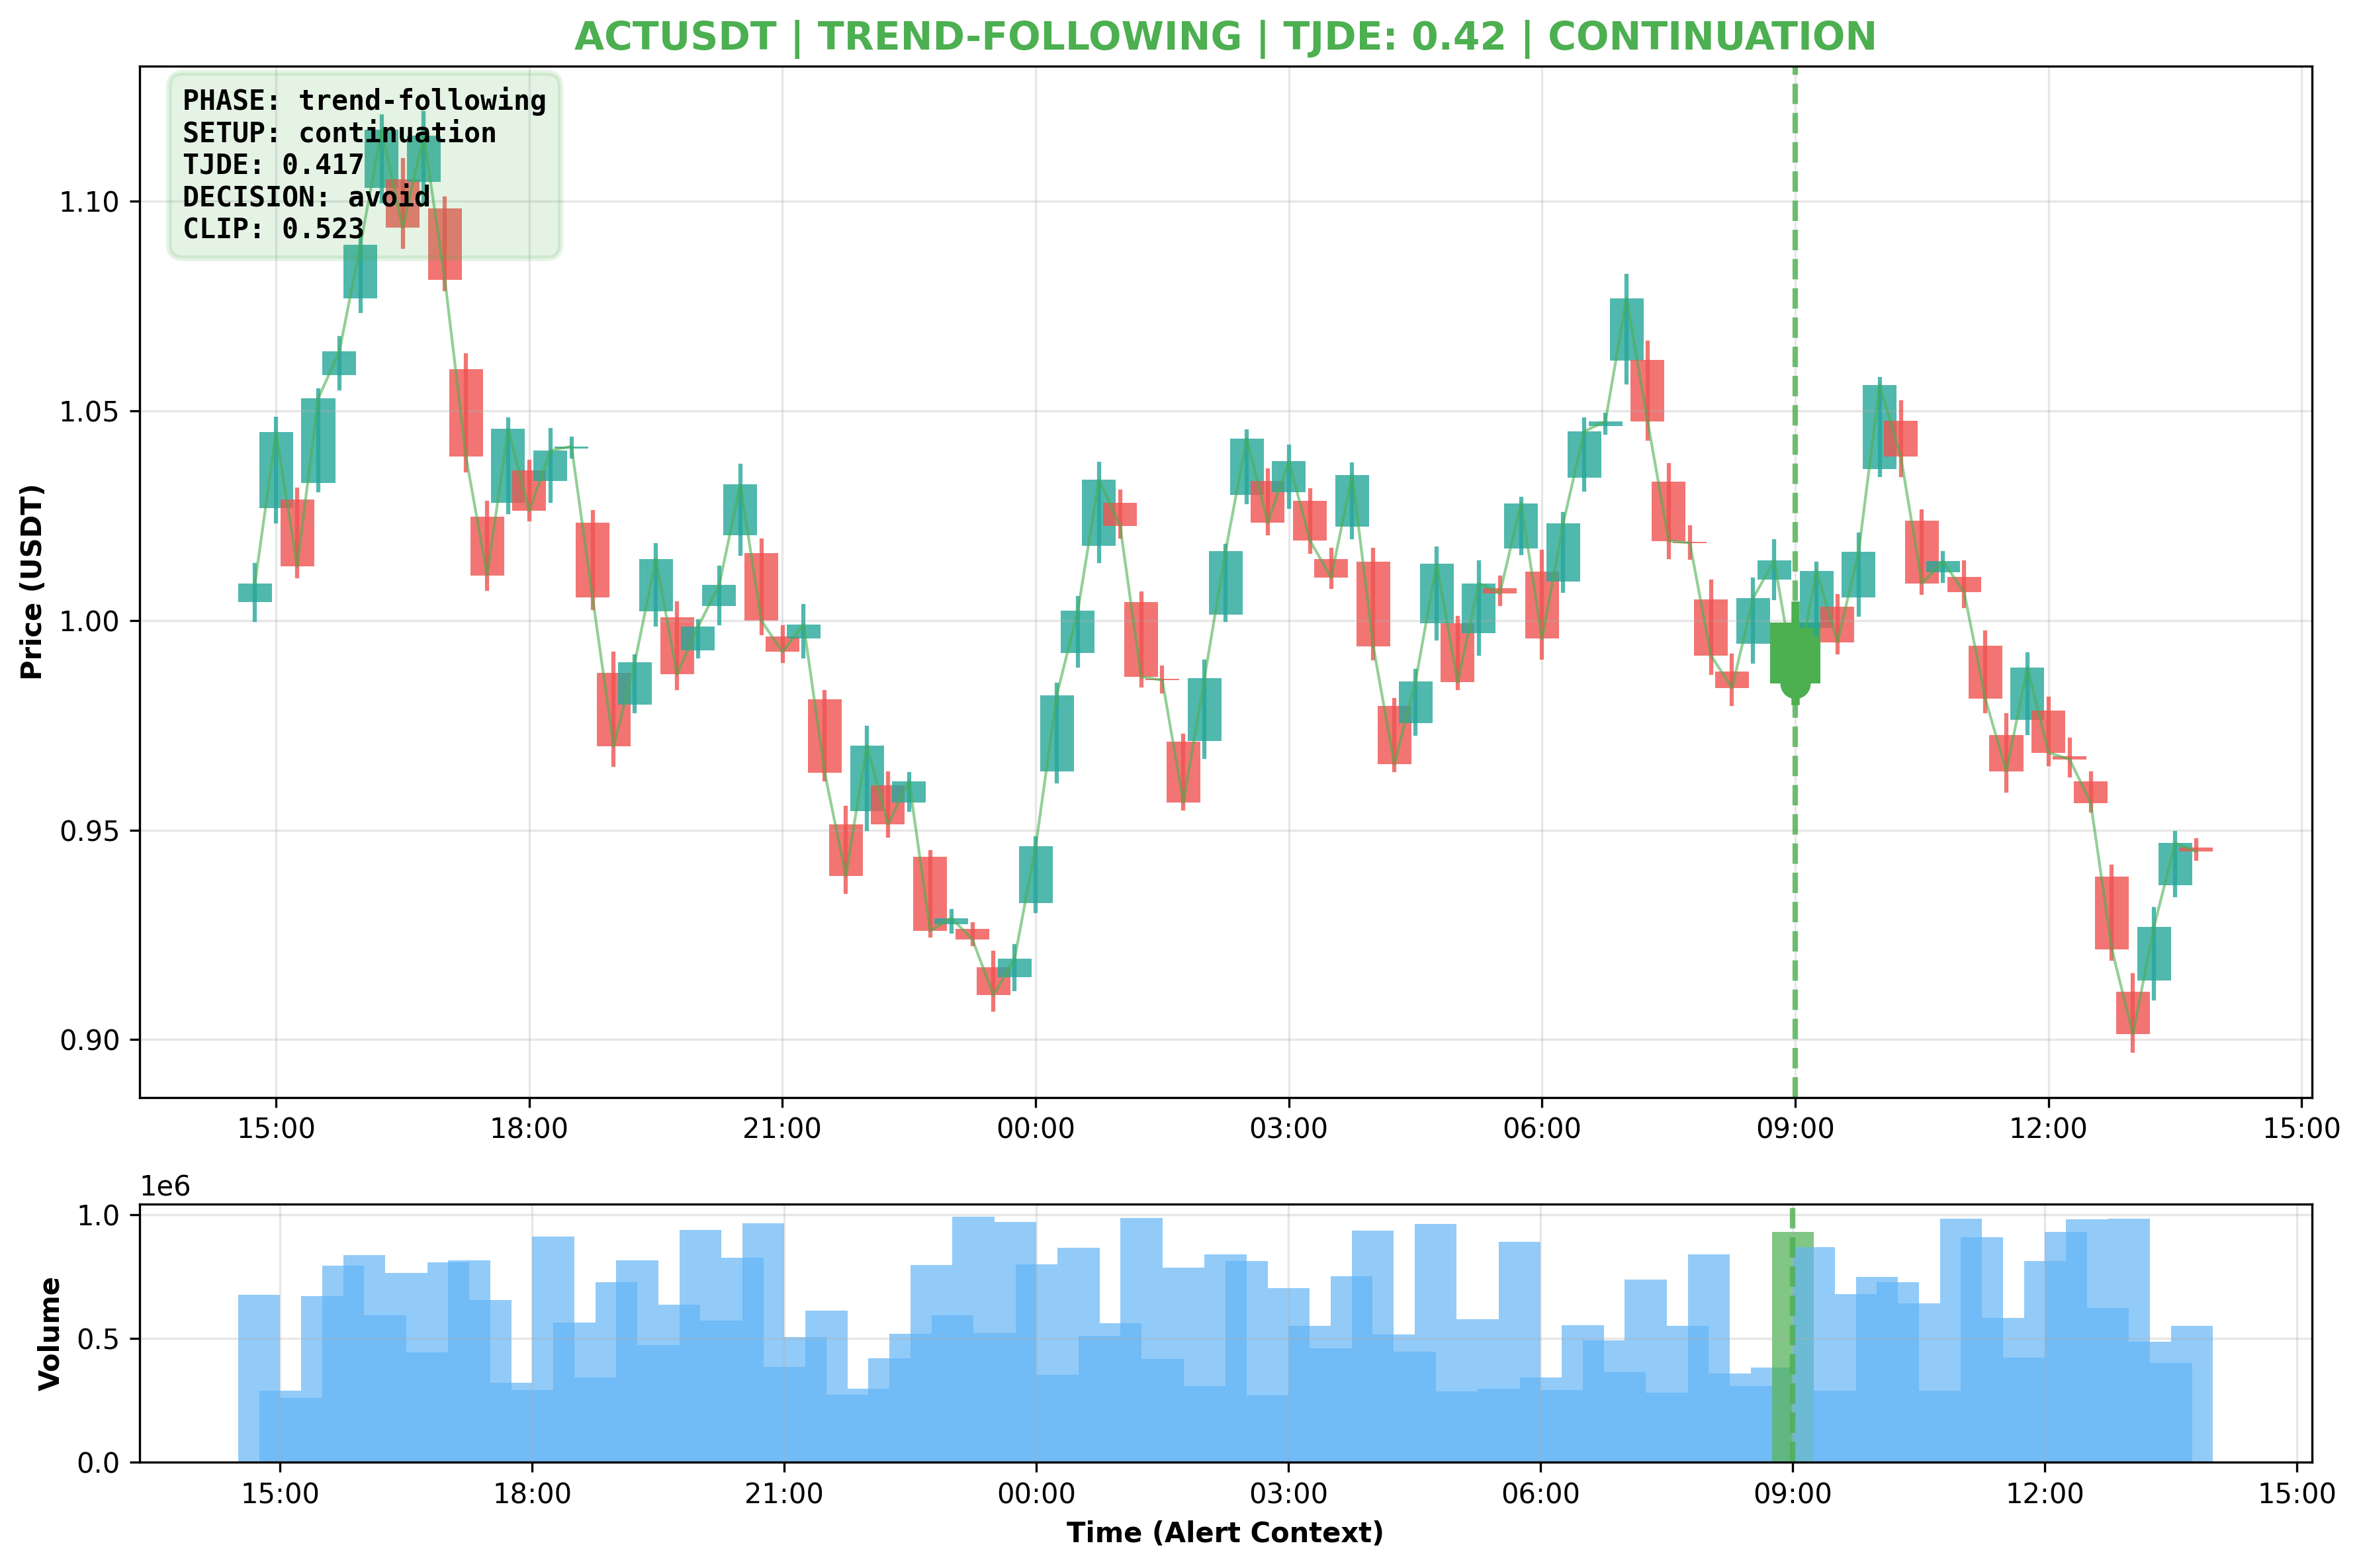 ACTUSDT | TREND-FOLLOWING | TJDE: 0.42 | CONTINUATION
PHASE: trend-following
SETUP: continuation
TJDE: 0.417
DECISION: avoid
CLIP: 0.523
Price (USDT)
1.10
1.05
1.00
0.95
0.90
15:00 18:00 21:00 00:00 03:00 06:00 09:00 12:00 15:00
1e6
Volume
1.0
0.5
0.0
15:00 18:00 21:00 00:00 03:00 06:00 09:00 12:00 15:00
Time (Alert Context)